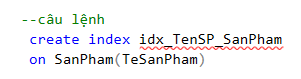 --câu lệnh
create index idx_TenSP_SanPham
on SanPham(TeSanPham)